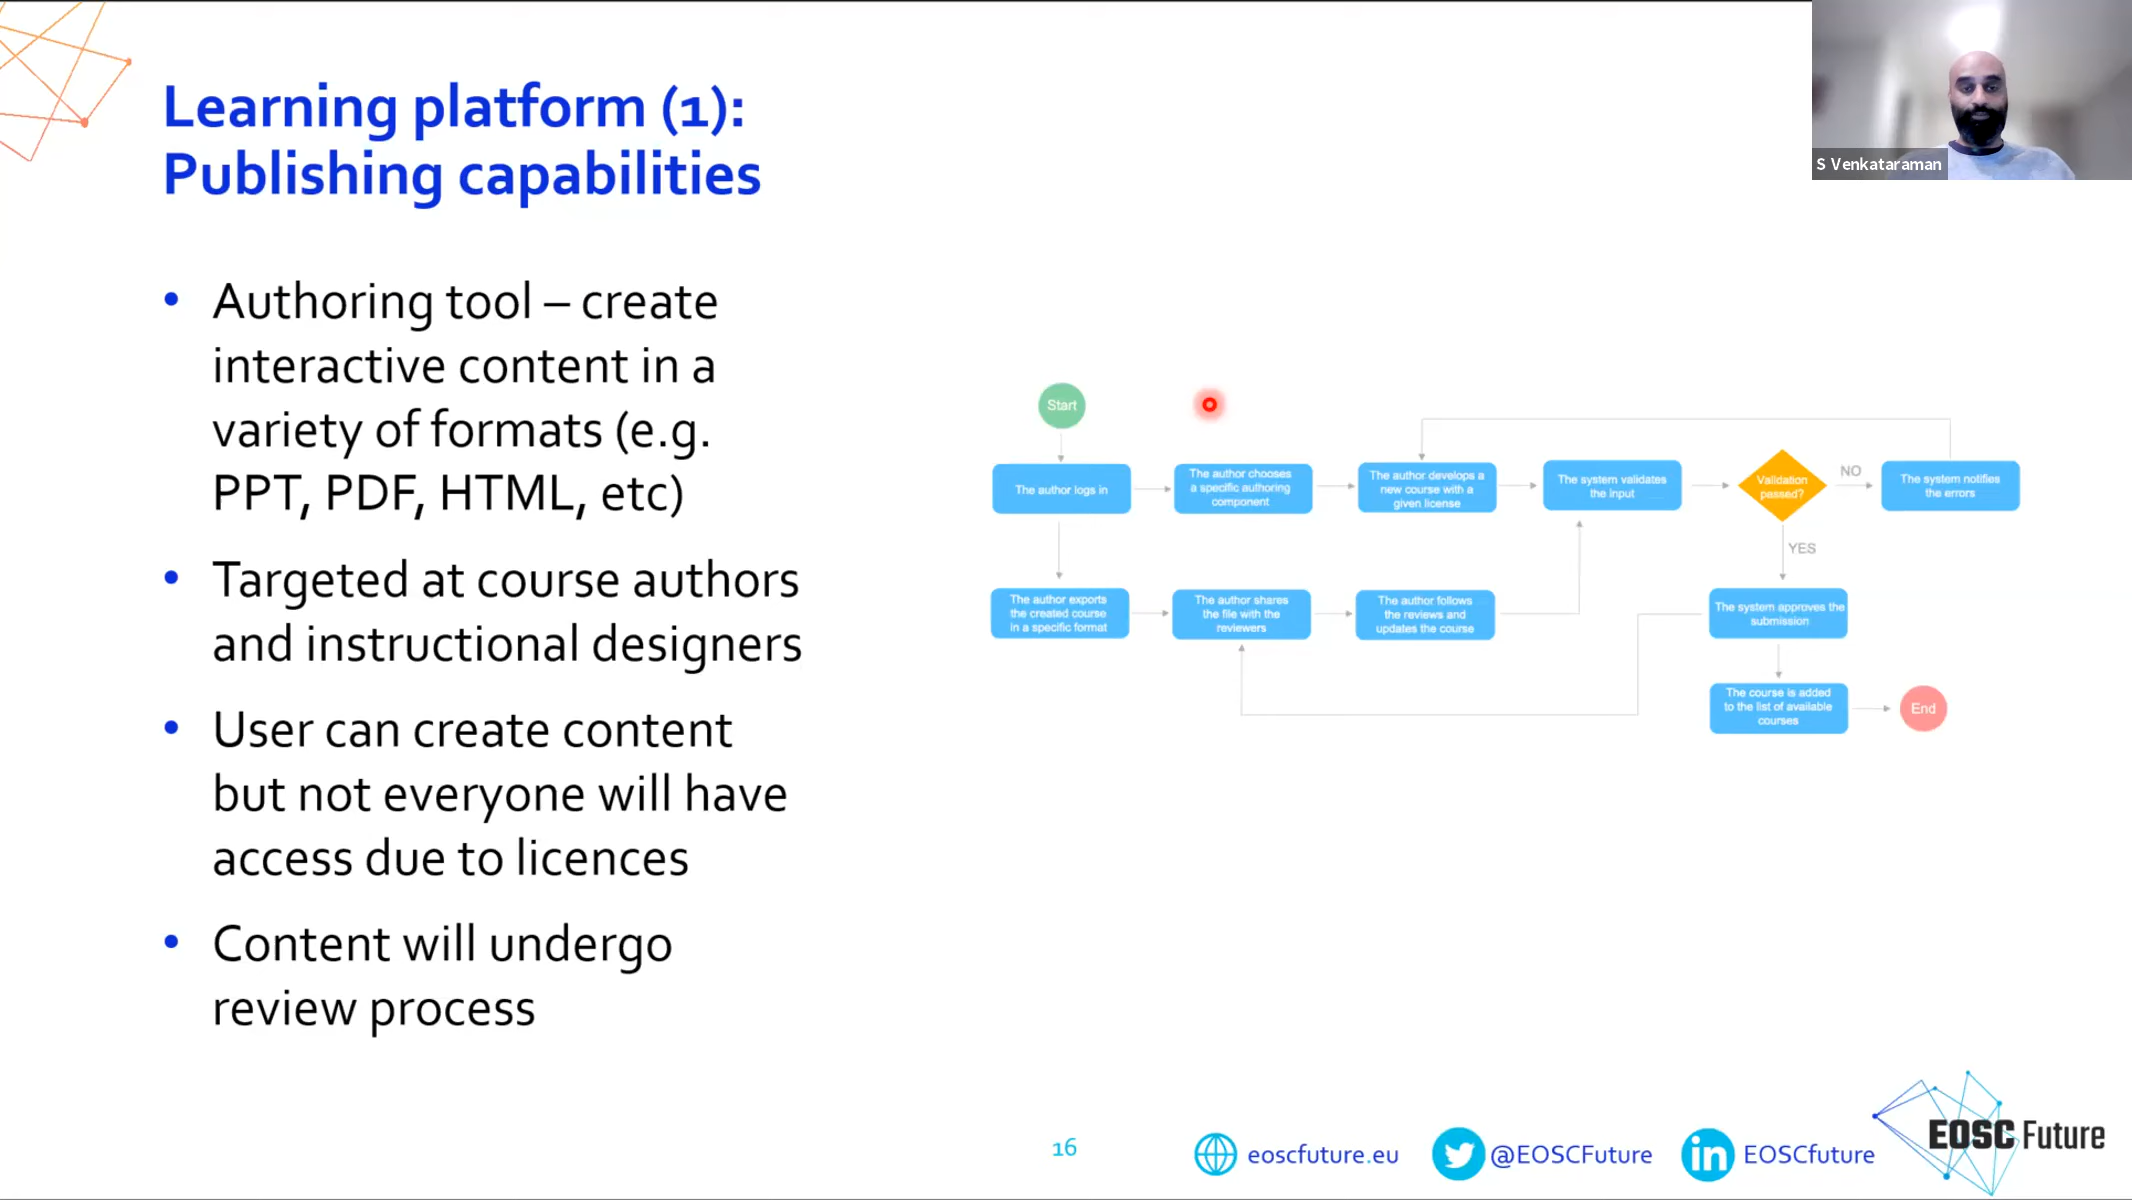 Learning platform (1):
Publishing capabilities
S Venkataraman
• Authoring tool – create
interactive content in a
variety of formats (e.g.
PPT, PDF, HTML, etc)
• Targeted at course authors
and instructional designers
• User can create content
but not everyone will have
access due to licences
• Content will undergo
review process
Start
The author logs in
The author chooses
a specific authoring
component
The author develops a
new course with a
given license
The system validates
the input
Validation
passed?
NO
The system notifies
the errors
YES
The author exports
the created course
in a specific format
The author shares
the file with the
reviewers
The author follows
the reviews and
updates the course
The system approves the
submission
The course is added
to the list of available
courses
End
16
eoscfuture.eu
@EOSCFuture
in
EOSCfuture
EOSC Future